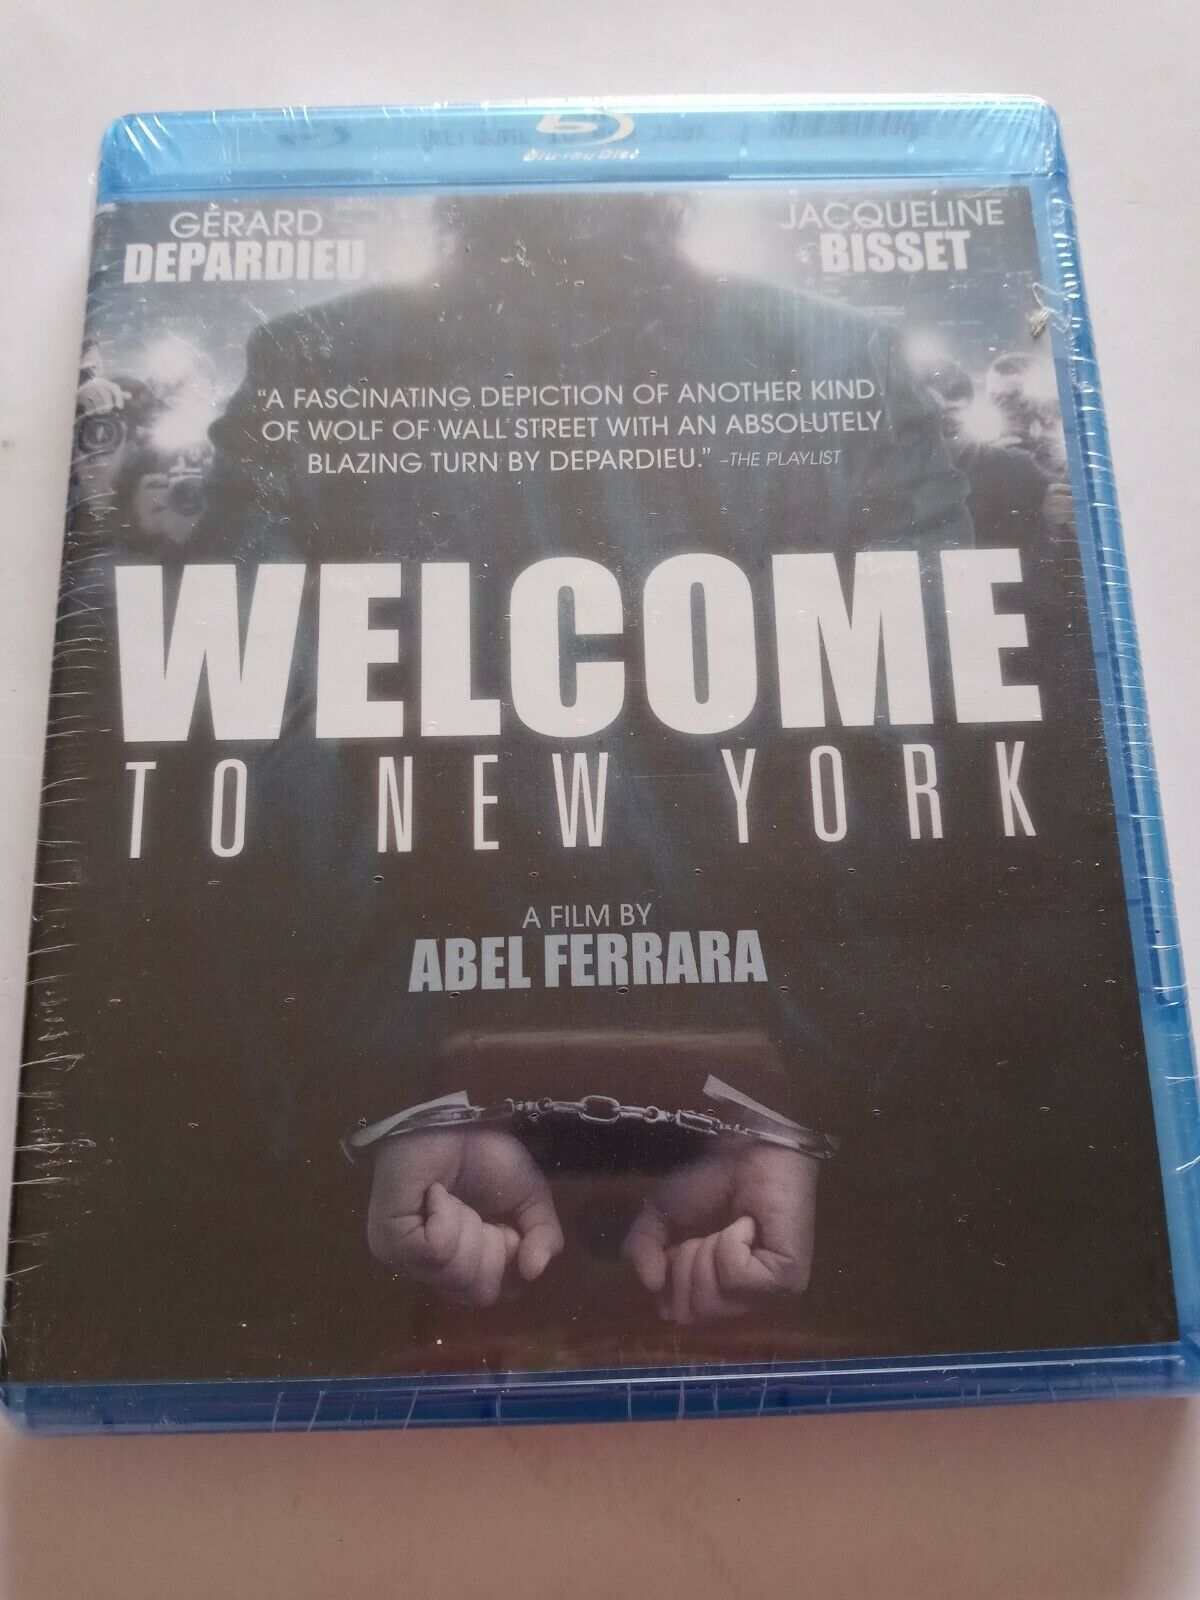 Blu-ray Disc
GÉRARD
DEPARDIEU
JACQUELINE
BISSET
"A FASCINATING DEPICTION OF ANOTHER KIND
OF WOLF OF WALL STREET WITH AN ABSOLUTELY
BLAZING TURN BY DEPARDIEU." –THE PLAYLIST
WELCOME
TO NEW YORK
A FILM BY
ABEL FERRARA